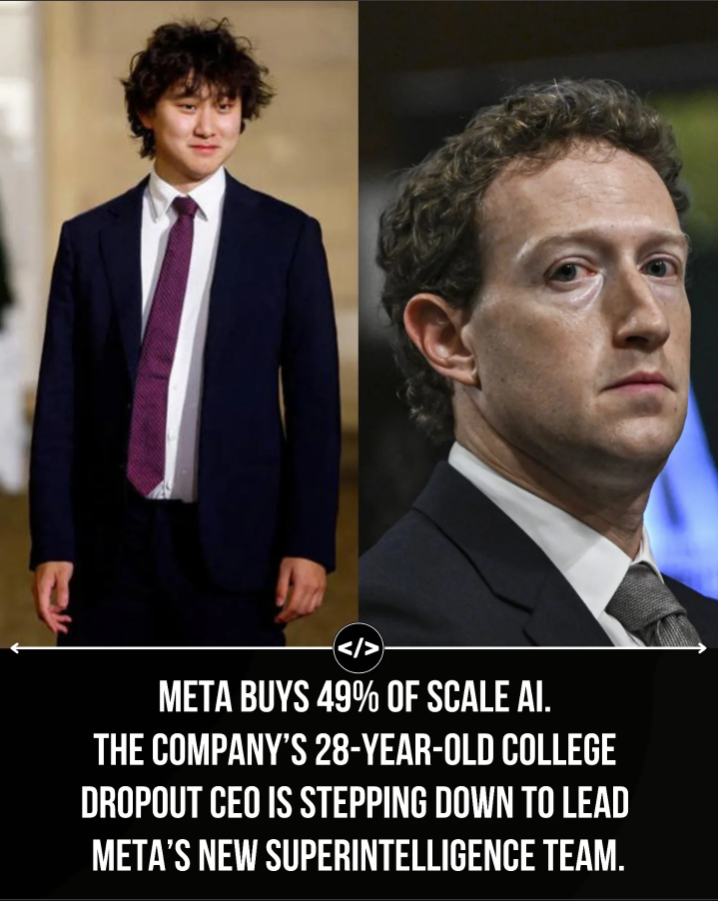 </>
META BUYS 49% OF SCALE AI.
THE COMPANY'S 28-YEAR-OLD COLLEGE
DROPOUT CEO IS STEPPING DOWN TO LEAD
META'S NEW SUPERINTELLIGENCE TEAM.